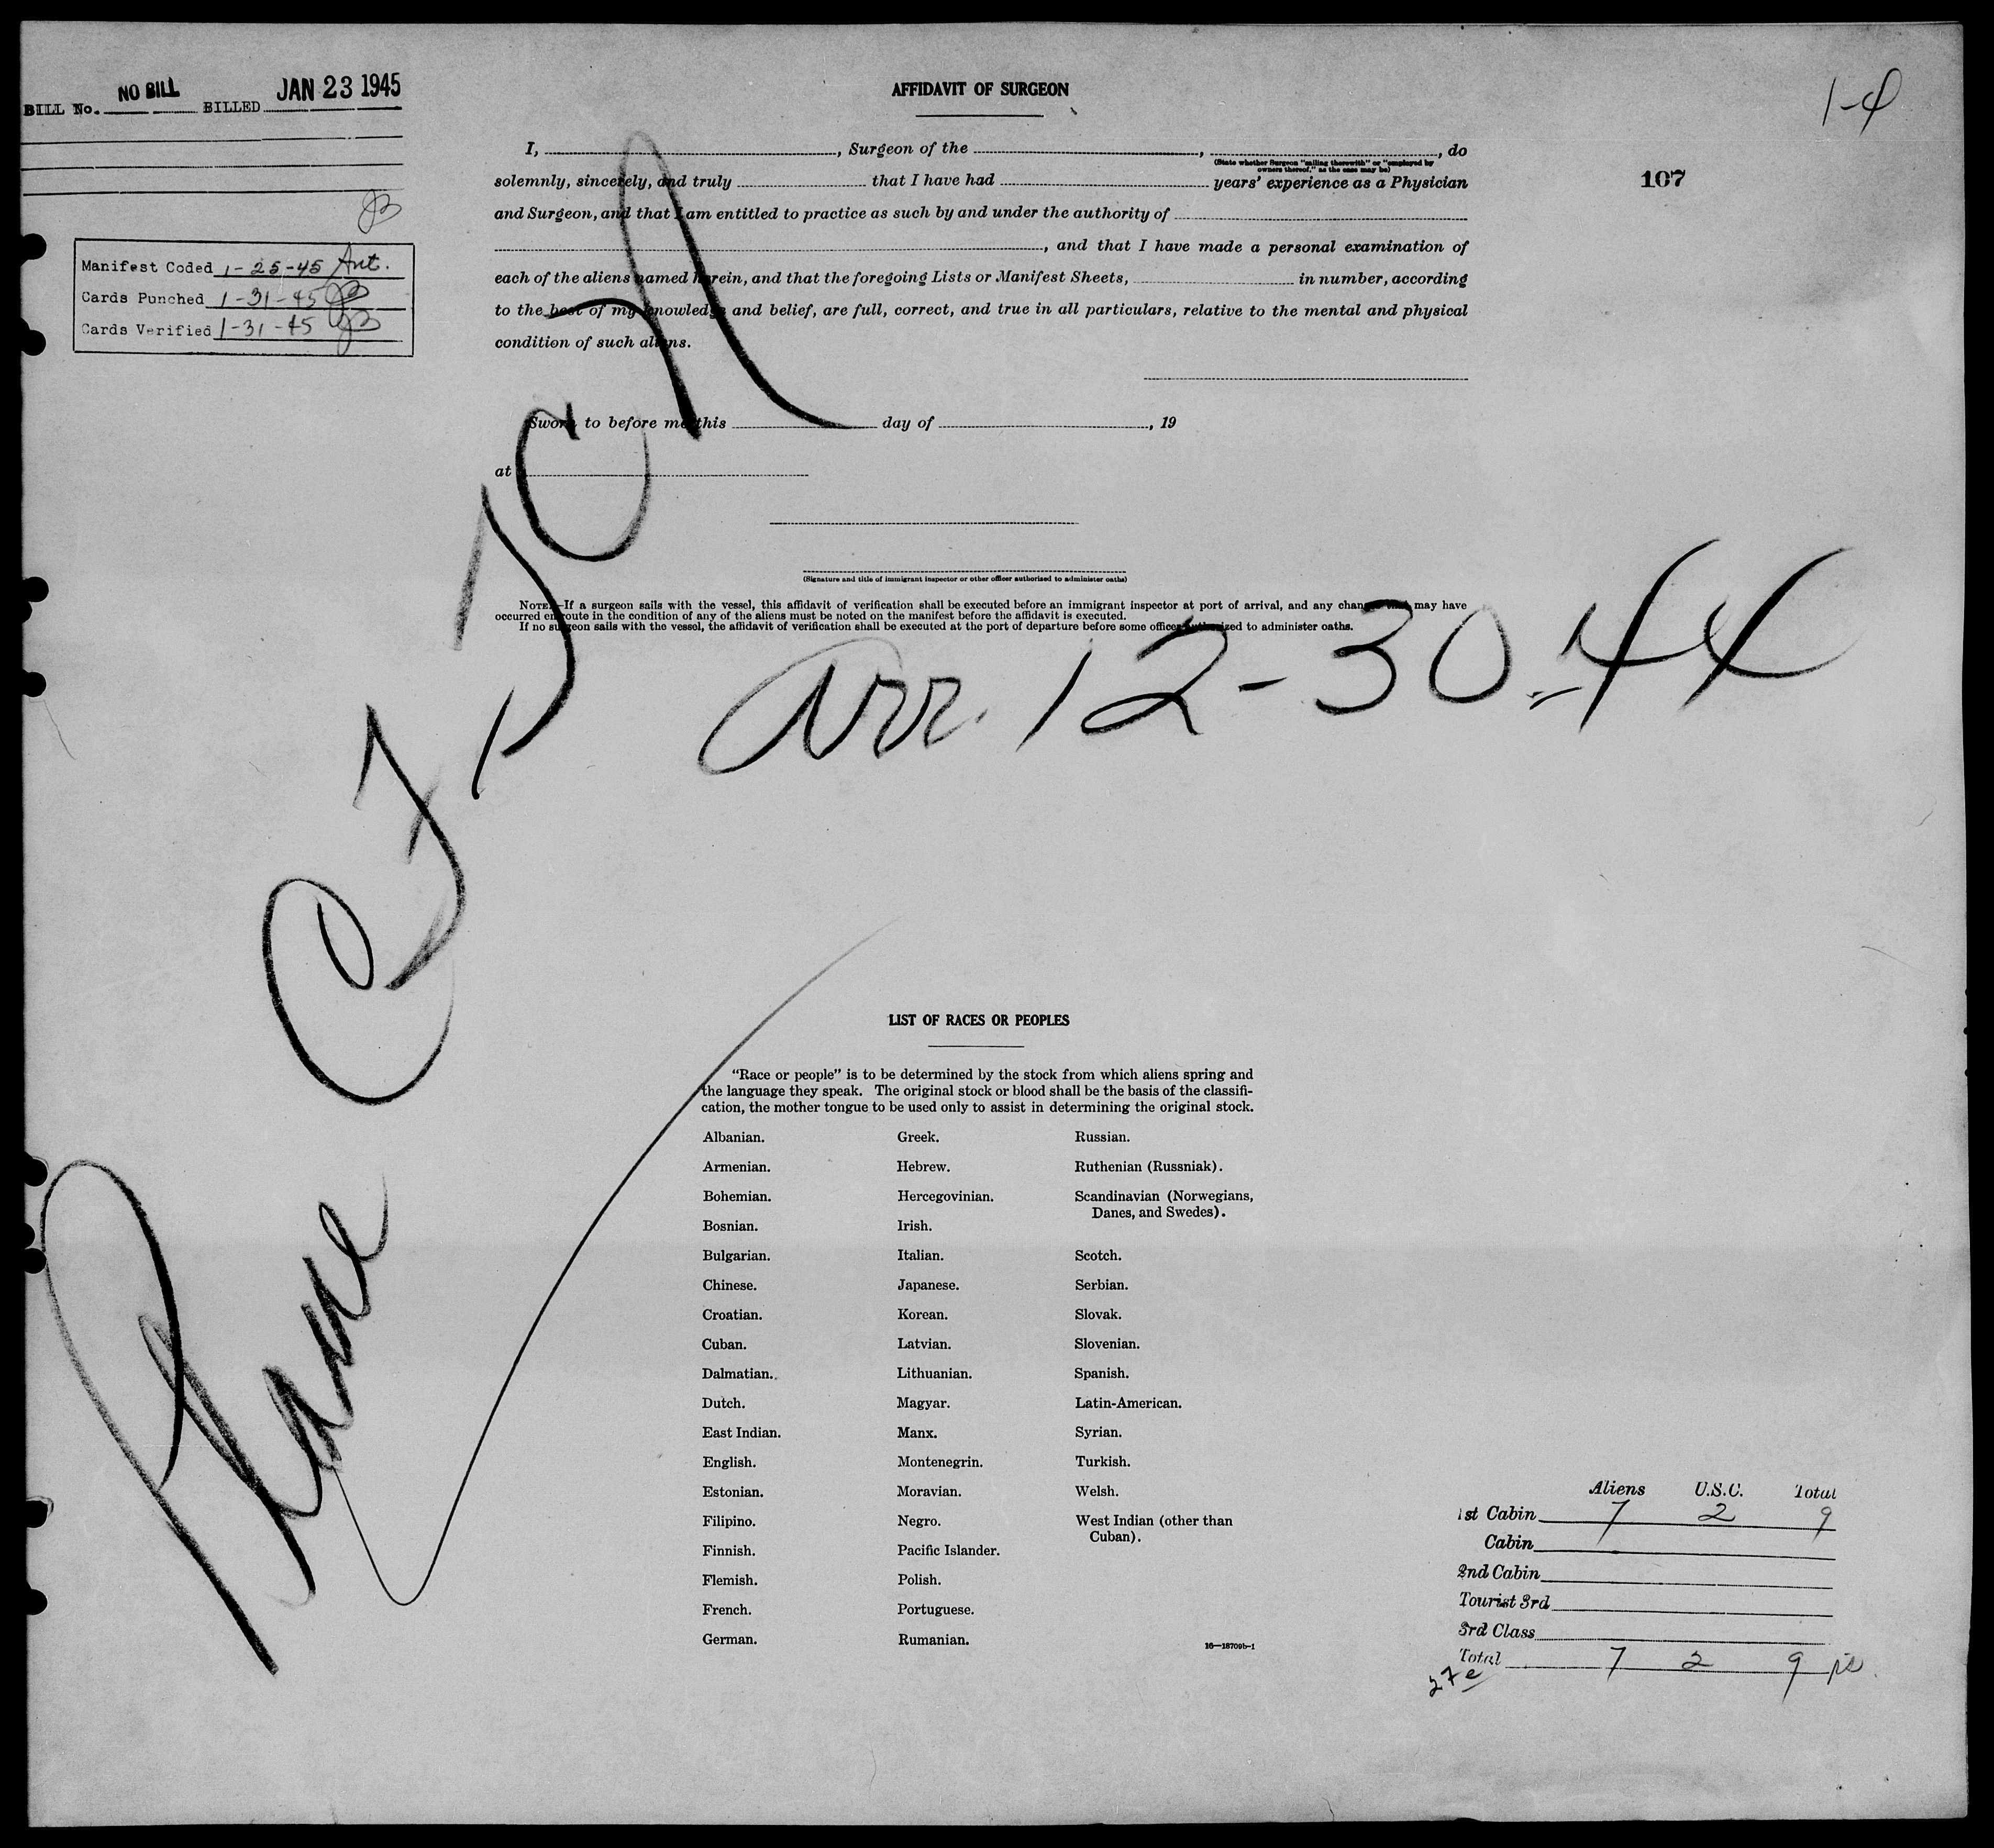 BILL No. NO BILL BILLED JAN 23 1945
JB
Manifest Coded 1-25-45 Ant.
Cards Punched 1-31-45 JB
Cards Verified 1-31-45 JB
AFFIDAVIT OF SURGEON
1-4
107
I, , Surgeon of the , , do
(State whether Surgeon "sailing therewith" or "employed by
owners thereof," as the case may be)
solemnly, sincerely, and truly that I have had years' experience as a Physician
and Surgeon, and that I am entitled to practice as such by and under the authority of
, and that I have made a personal examination of
each of the aliens named herein, and that the foregoing Lists or Manifest Sheets, in number, according
to the best of my knowledge and belief, are full, correct, and true in all particulars, relative to the mental and physical
condition of such aliens.
Sworn to before me this day of , 19
at
(Signature and title of immigrant inspector or other officer authorized to administer oaths)
NOTE.—If a surgeon sails with the vessel, this affidavit of verification shall be executed before an immigrant inspector at port of arrival, and any change that may have
occurred en route in the condition of any of the aliens must be noted on the manifest before the affidavit is executed.
If no surgeon sails with the vessel, the affidavit of verification shall be executed at the port of departure before some officer authorized to administer oaths.
Plane
Arr. 12-30-44
LIST OF RACES OR PEOPLES
"Race or people" is to be determined by the stock from which aliens spring and
the language they speak. The original stock or blood shall be the basis of the classifi-
cation, the mother tongue to be used only to assist in determining the original stock.
Albanian.
Armenian.
Bohemian.
Bosnian.
Bulgarian.
Chinese.
Croatian.
Cuban.
Dalmatian.
Dutch.
East Indian.
English.
Estonian.
Filipino.
Finnish.
Flemish.
French.
German.
Greek.
Hebrew.
Hercegovinian.
Irish.
Italian.
Japanese.
Korean.
Latvian.
Lithuanian.
Magyar.
Manx.
Montenegrin.
Moravian.
Negro.
Pacific Islander.
Polish.
Portuguese.
Rumanian.
Russian.
Ruthenian (Russniak).
Scandinavian (Norwegians,
Danes, and Swedes).
Scotch.
Serbian.
Slovak.
Slovenian.
Spanish.
Latin-American.
Syrian.
Turkish.
Welsh.
West Indian (other than
Cuban).
16—18709b-1
Aliens U.S.C. Total
1st Cabin 7 2 9
Cabin
2nd Cabin
Tourist 3rd
3rd Class
Total 7 2 9
27e